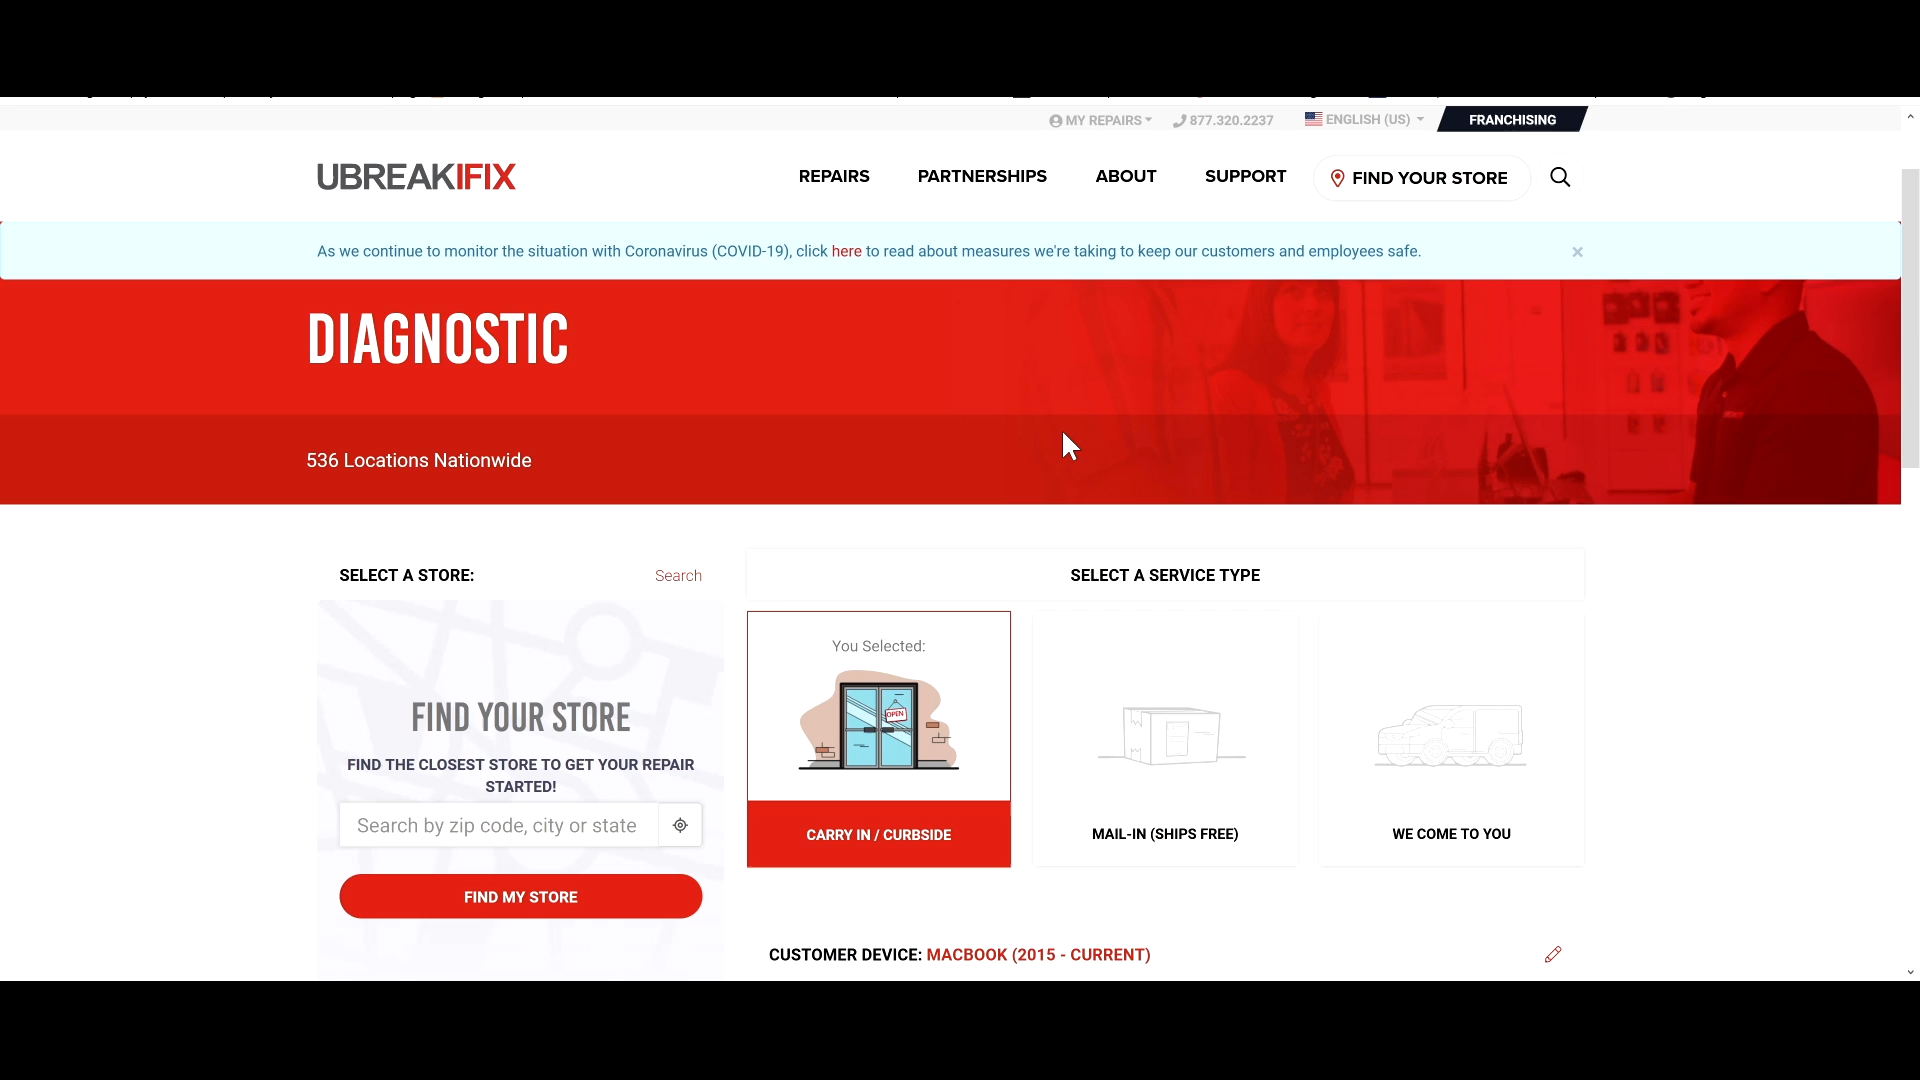 MY REPAIRS 877.320.2237 ENGLISH (US) FRANCHISING
UBREAKIFIX REPAIRS PARTNERSHIPS ABOUT SUPPORT FIND YOUR STORE
As we continue to monitor the situation with Coronavirus (COVID-19), click here to read about measures we're taking to keep our customers and employees safe. ×
DIAGNOSTIC
536 Locations Nationwide
SELECT A STORE: Search
FIND YOUR STORE
FIND THE CLOSEST STORE TO GET YOUR REPAIR
STARTED!
Search by zip code, city or state
FIND MY STORE
SELECT A SERVICE TYPE
You Selected:
OPEN
CARRY IN / CURBSIDE
MAIL-IN (SHIPS FREE)
WE COME TO YOU
CUSTOMER DEVICE: MACBOOK (2015 - CURRENT)